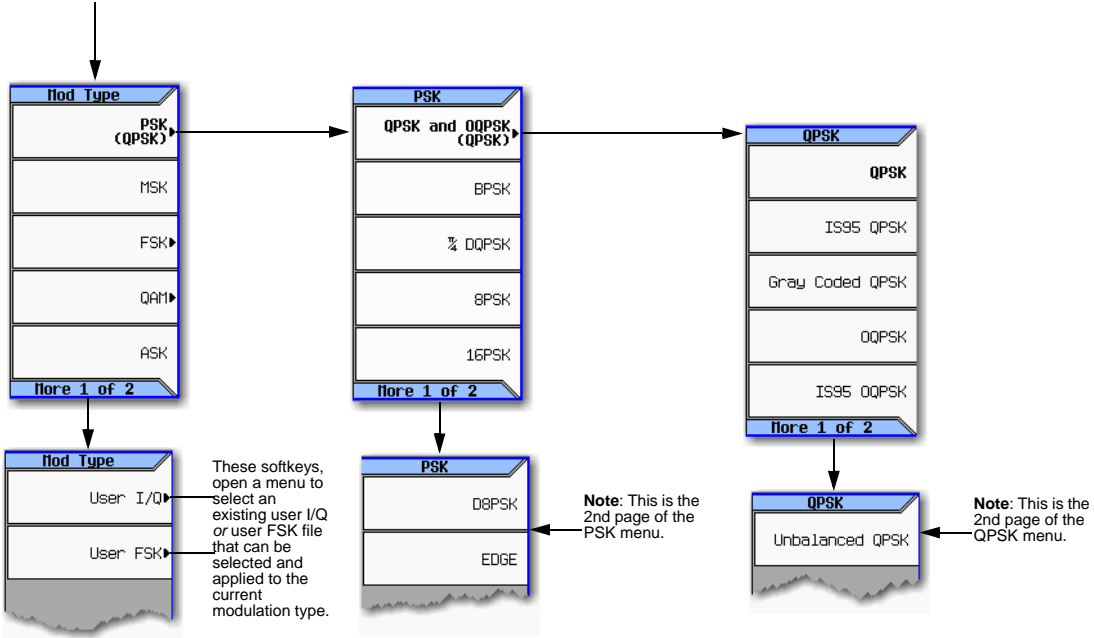 Mod Type
PSK
(QPSK)
MSK
FSK
QAM
ASK
More 1 of 2
PSK
QPSK and OQPSK
(QPSK)
BPSK
π/4 DQPSK
8PSK
16PSK
More 1 of 2
QPSK
QPSK
IS95 QPSK
Gray Coded QPSK
OQPSK
IS95 OQPSK
More 1 of 2
Mod Type
User I/Q
User FSK
These softkeys,
open a menu to
select an
existing user I/Q
or user FSK file
that can be
selected and
applied to the
current
modulation type.
PSK
D8PSK
EDGE
Note: This is the
2nd page of the
PSK menu.
QPSK
Unbalanced QPSK
Note: This is the
2nd page of the
QPSK menu.